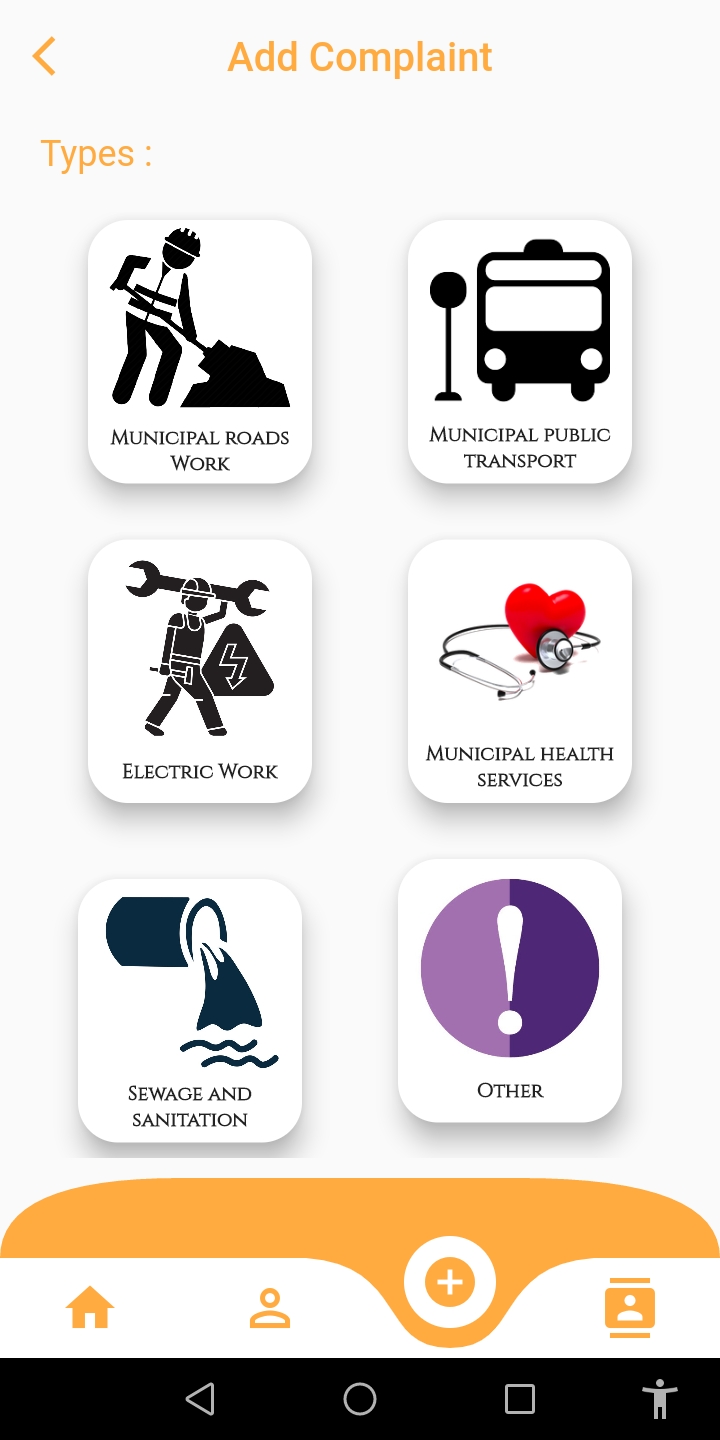 Add Complaint
Types :
Municipal roads
Work
Municipal public
transport
Electric Work
Municipal health
services
Sewage and
sanitation
Other